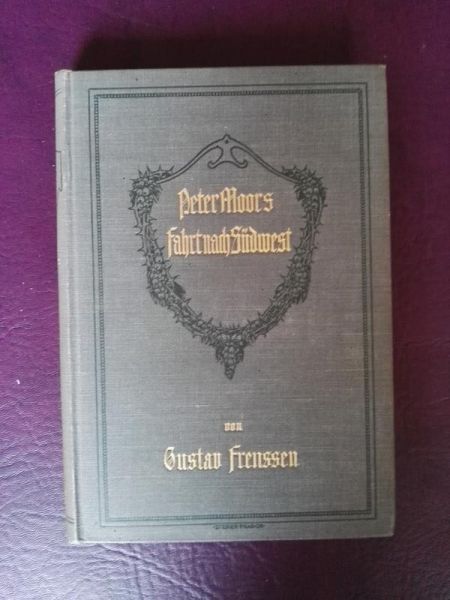 Peter Moors
Fahrt nach Südwest
von
Gustav Frenssen